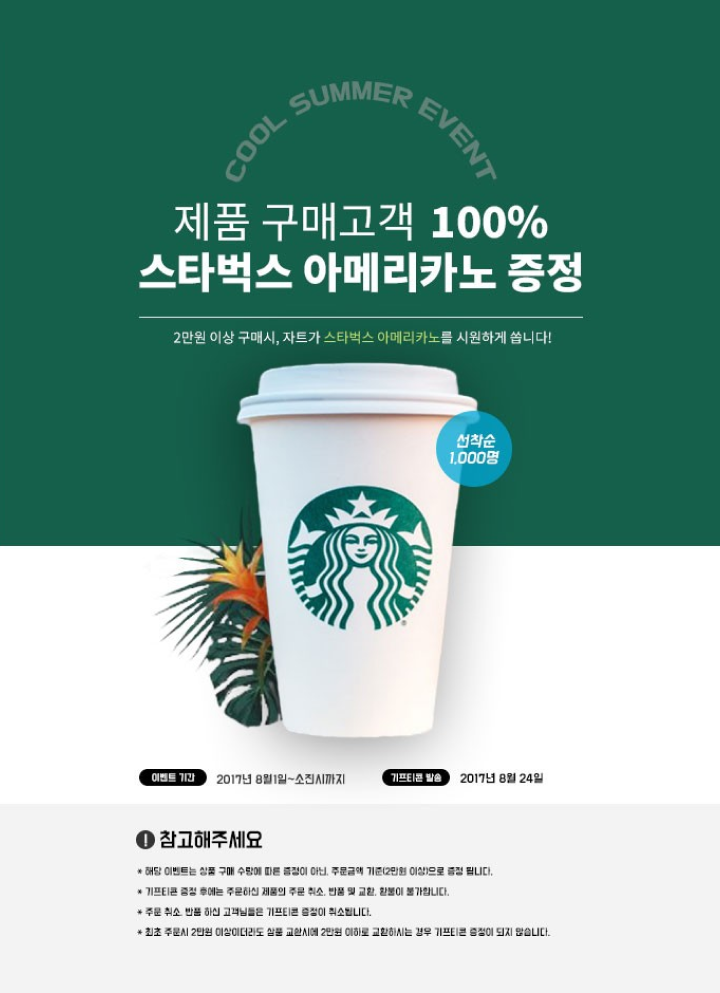 COOL SUMMER EVENT
제품 구매고객 100%
스타벅스 아메리카노 증정
2만원 이상 구매시, 자트가 스타벅스 아메리카노를 시원하게 쏩니다!
선착순
1,000명
이벤트 기간 2017년 8월1일~소진시까지 기프티콘 발송 2017년 8월 24일
! 참고해주세요
* 해당 이벤트는 상품 구매 수량에 따른 증정이 아닌, 주문금액 기준(2만원 이상)으로 증정 됩니다.
* 기프티콘 증정 후에는 주문하신 제품의 주문 취소, 반품 및 교환, 환불이 불가합니다.
* 주문 취소, 반품 하신 고객님들은 기프티콘 증정이 취소됩니다.
* 최초 주문시 2만원 이상이더라도 상품 교환시에 2만원 이하로 교환하시는 경우 기프티콘 증정이 되지 않습니다.